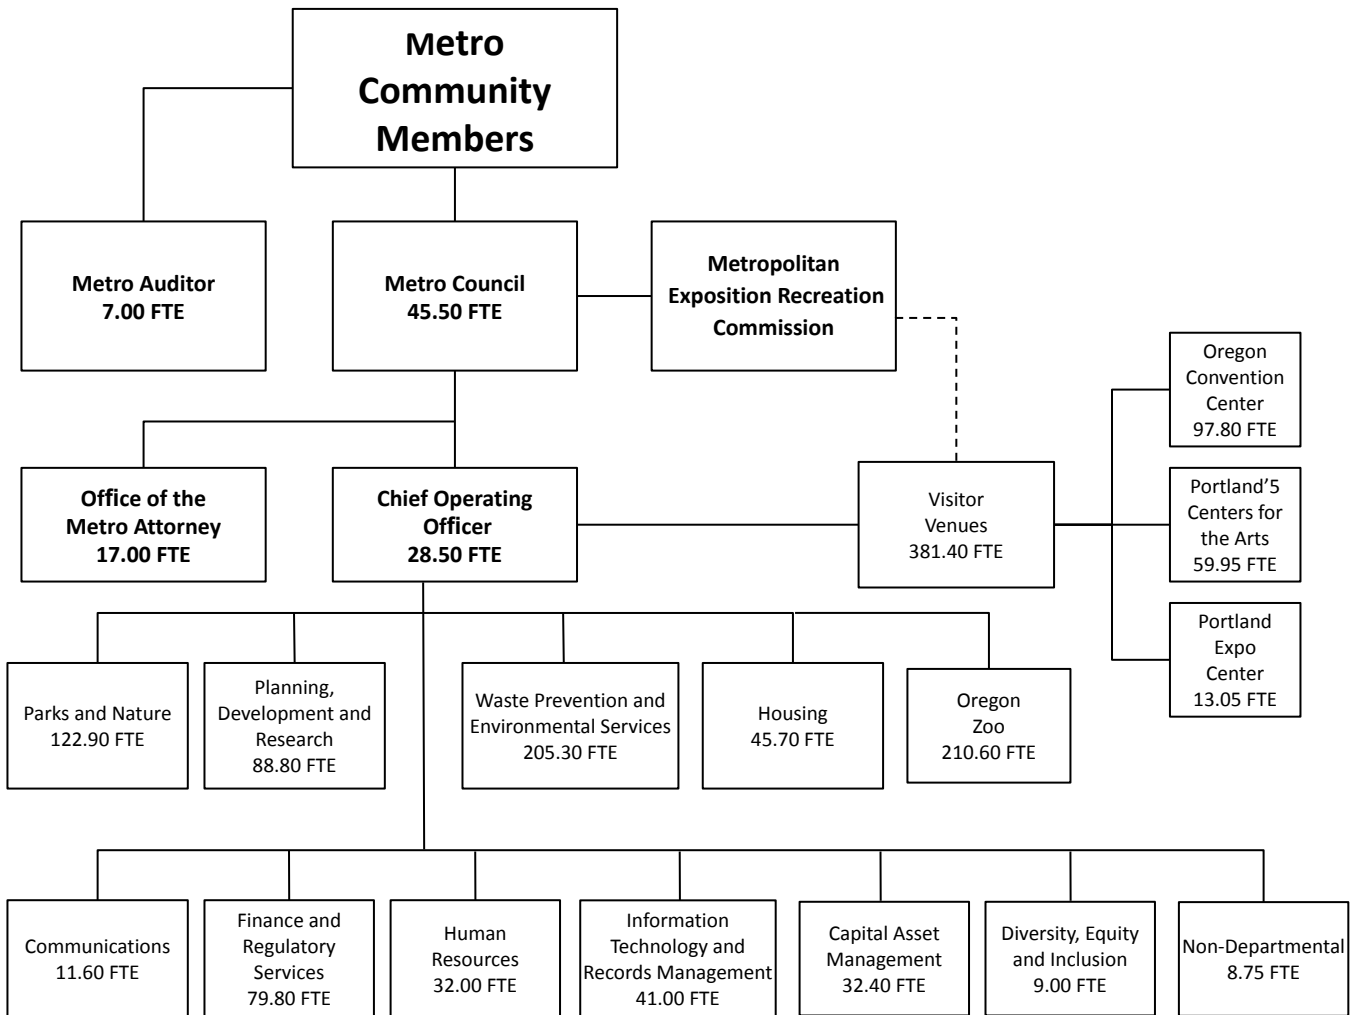 Metro
Community
Members
Metro Auditor
7.00 FTE
Metro Council
45.50 FTE
Metropolitan
Exposition Recreation
Commission
Oregon
Convention
Center
97.80 FTE
Office of the
Metro Attorney
17.00 FTE
Chief Operating
Officer
28.50 FTE
Visitor
Venues
381.40 FTE
Portland'5
Centers for
the Arts
59.95 FTE
Portland
Expo
Center
13.05 FTE
Parks and Nature
122.90 FTE
Planning,
Development and
Research
88.80 FTE
Waste Prevention and
Environmental Services
205.30 FTE
Housing
45.70 FTE
Oregon
Zoo
210.60 FTE
Communications
11.60 FTE
Finance and
Regulatory
Services
79.80 FTE
Human
Resources
32.00 FTE
Information
Technology and
Records Management
41.00 FTE
Capital Asset
Management
32.40 FTE
Diversity, Equity
and Inclusion
9.00 FTE
Non-Departmental
8.75 FTE